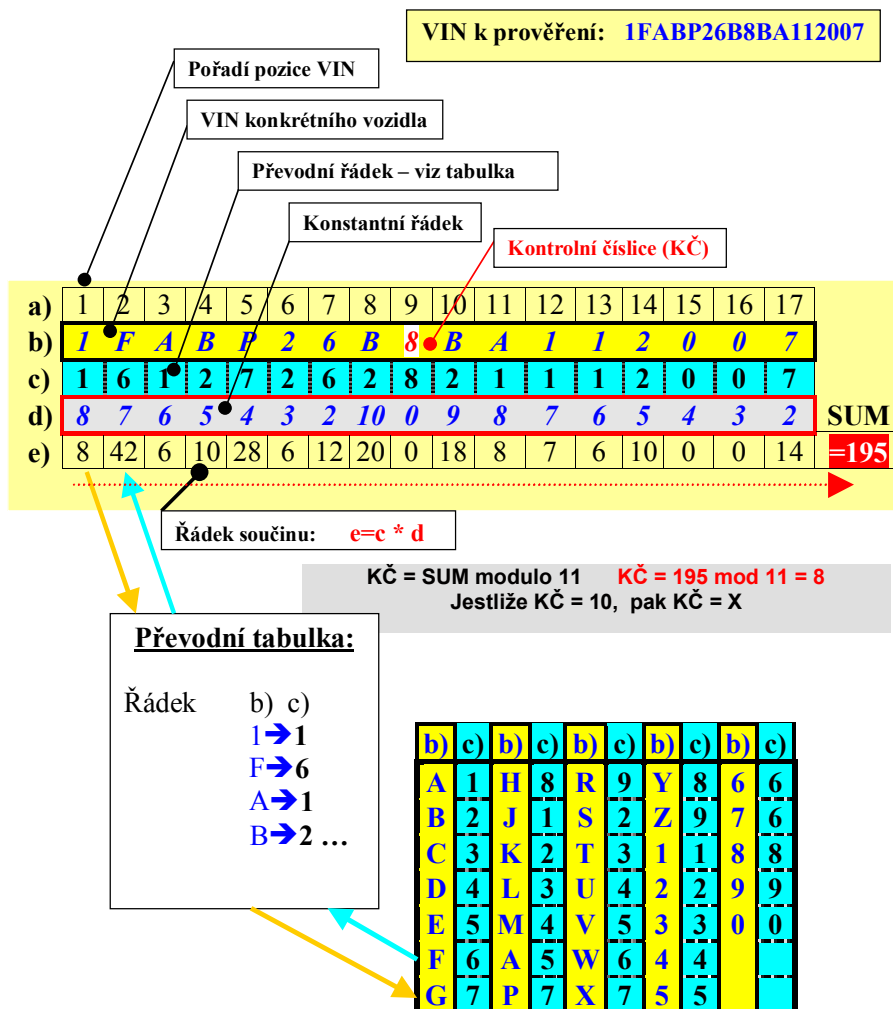 VIN k prověření: 1FABP26B8BA112007
Pořadí pozice VIN
VIN konkrétního vozidla
Převodní řádek – viz tabulka
Konstantní řádek
Kontrolní číslice (KČ)
a) 1 2 3 4 5 6 7 8 9 10 11 12 13 14 15 16 17
b) 1 F A B P 2 6 B 8 B A 1 1 2 0 0 7
c) 1 6 1 2 7 2 6 2 8 2 1 1 1 2 0 0 7
d) 8 7 6 5 4 3 2 10 0 9 8 7 6 5 4 3 2 SUM
e) 8 42 6 10 28 6 12 20 0 18 8 7 6 10 0 0 14 =195
Řádek součinu: e=c * d
KČ = SUM modulo 11 KČ = 195 mod 11 = 8
Jestliže KČ = 10, pak KČ = X
Převodní tabulka:
Řádek b) c)
1➔1
F➔6
A➔1
B➔2 ...
b) c) b) c) b) c) b) c) b) c)
A 1 H 8 R 9 Y 8 6 6
B 2 J 1 S 2 Z 9 7 6
C 3 K 2 T 3 1 1 8 8
D 4 L 3 U 4 2 2 9 9
E 5 M 4 V 5 3 3 0 0
F 6 A 5 W 6 4 4
G 7 P 7 X 7 5 5